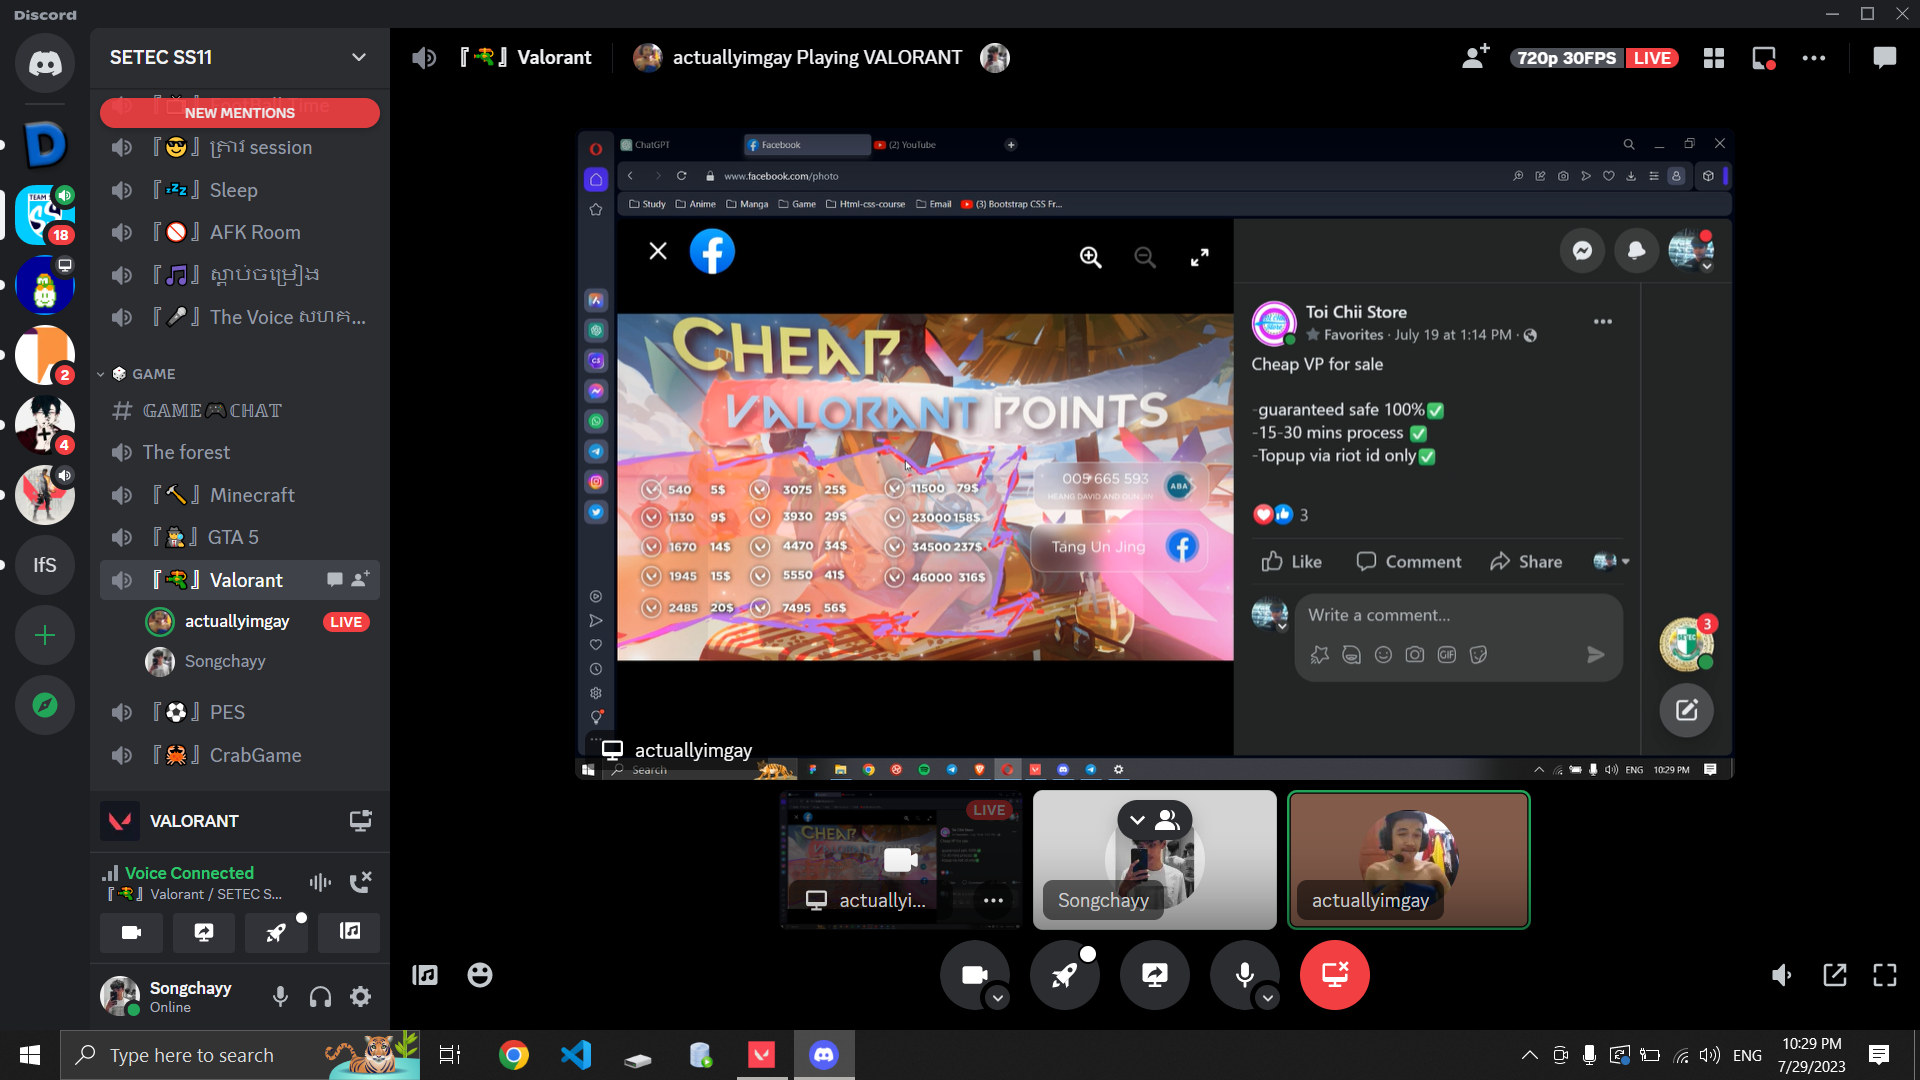 Discord
SETEC SS11
FootBall Time
NEW MENTIONS
『😎』 ត្រារ session
『💤』 Sleep
『🚫』 AFK Room
『🎵』 ស្តាប់ចម្រៀង
『🎤』 The Voice សហគ...
GAME
GAME🎮CHAT
The forest
『🔨』 Minecraft
『🕵』 GTA 5
『🔫』 Valorant
actuallyimgay LIVE
Songchayy
『⚽』 PES
『🦀』 CrabGame
VALORANT
Voice Connected
『🔫』 Valorant / SETEC S...
Songchayy
Online
18
2
4
IfS
『🔫』 Valorant
actuallyimgay Playing VALORANT
720p 30FPS LIVE
ChatGPT
Facebook
(2) YouTube
www.facebook.com/photo
Study
Anime
Manga
Game
Html-css-course
Email
(3) Bootstrap CSS Fr...
CHEAP
VALORANT POINTS
540 5$ 3075 25$ 11500 79$
1130 9$ 3930 29$ 23000 158$
1670 14$ 4470 34$ 34500 237$
1945 15$ 5550 41$ 46000 316$
2485 20$ 7495 56$
005 665 593
ABA
Tang Un Jing
Toi Chii Store
Favorites · July 19 at 1:14 PM ·
Cheap VP for sale
-guaranteed safe 100%✅
-15-30 mins process ✅
-Topup via riot id only✅
3
Like
Comment
Share
Write a comment...
GIF
3
SETEC
actuallyimgay
Search
ENG
10:29 PM
LIVE
actuallyi...
Songchayy
actuallyimgay
Type here to search
ENG
10:29 PM
7/29/2023